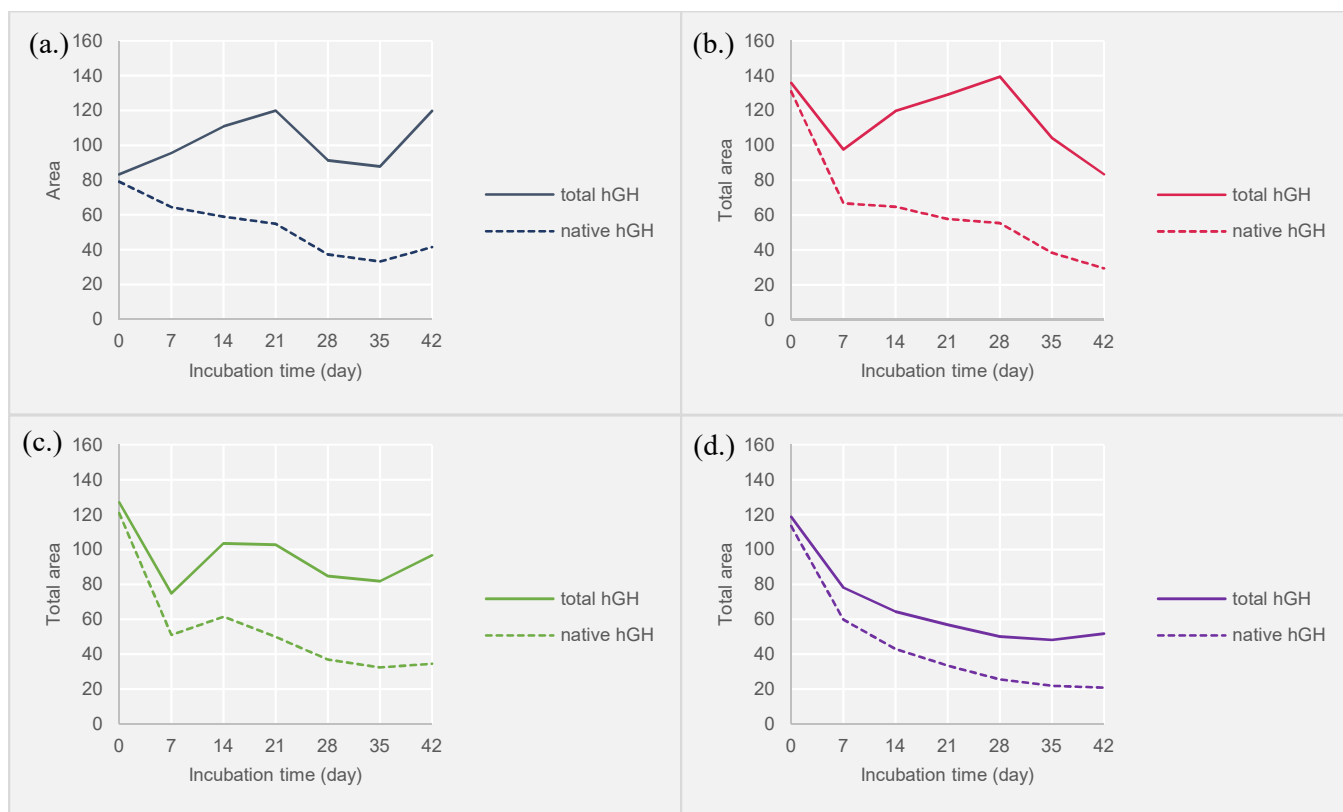 (a.)
160
140
120
100
80
60
40
20
0
Area
0 7 14 21 28 35 42
Incubation time (day)
total hGH
native hGH
(b.)
160
140
120
100
80
60
40
20
0
Total area
0 7 14 21 28 35 42
Incubation time (day)
total hGH
native hGH
(c.)
160
140
120
100
80
60
40
20
0
Total area
0 7 14 21 28 35 42
Incubation time (day)
total hGH
native hGH
(d.)
160
140
120
100
80
60
40
20
0
Total area
0 7 14 21 28 35 42
Incubation time (day)
total hGH
native hGH